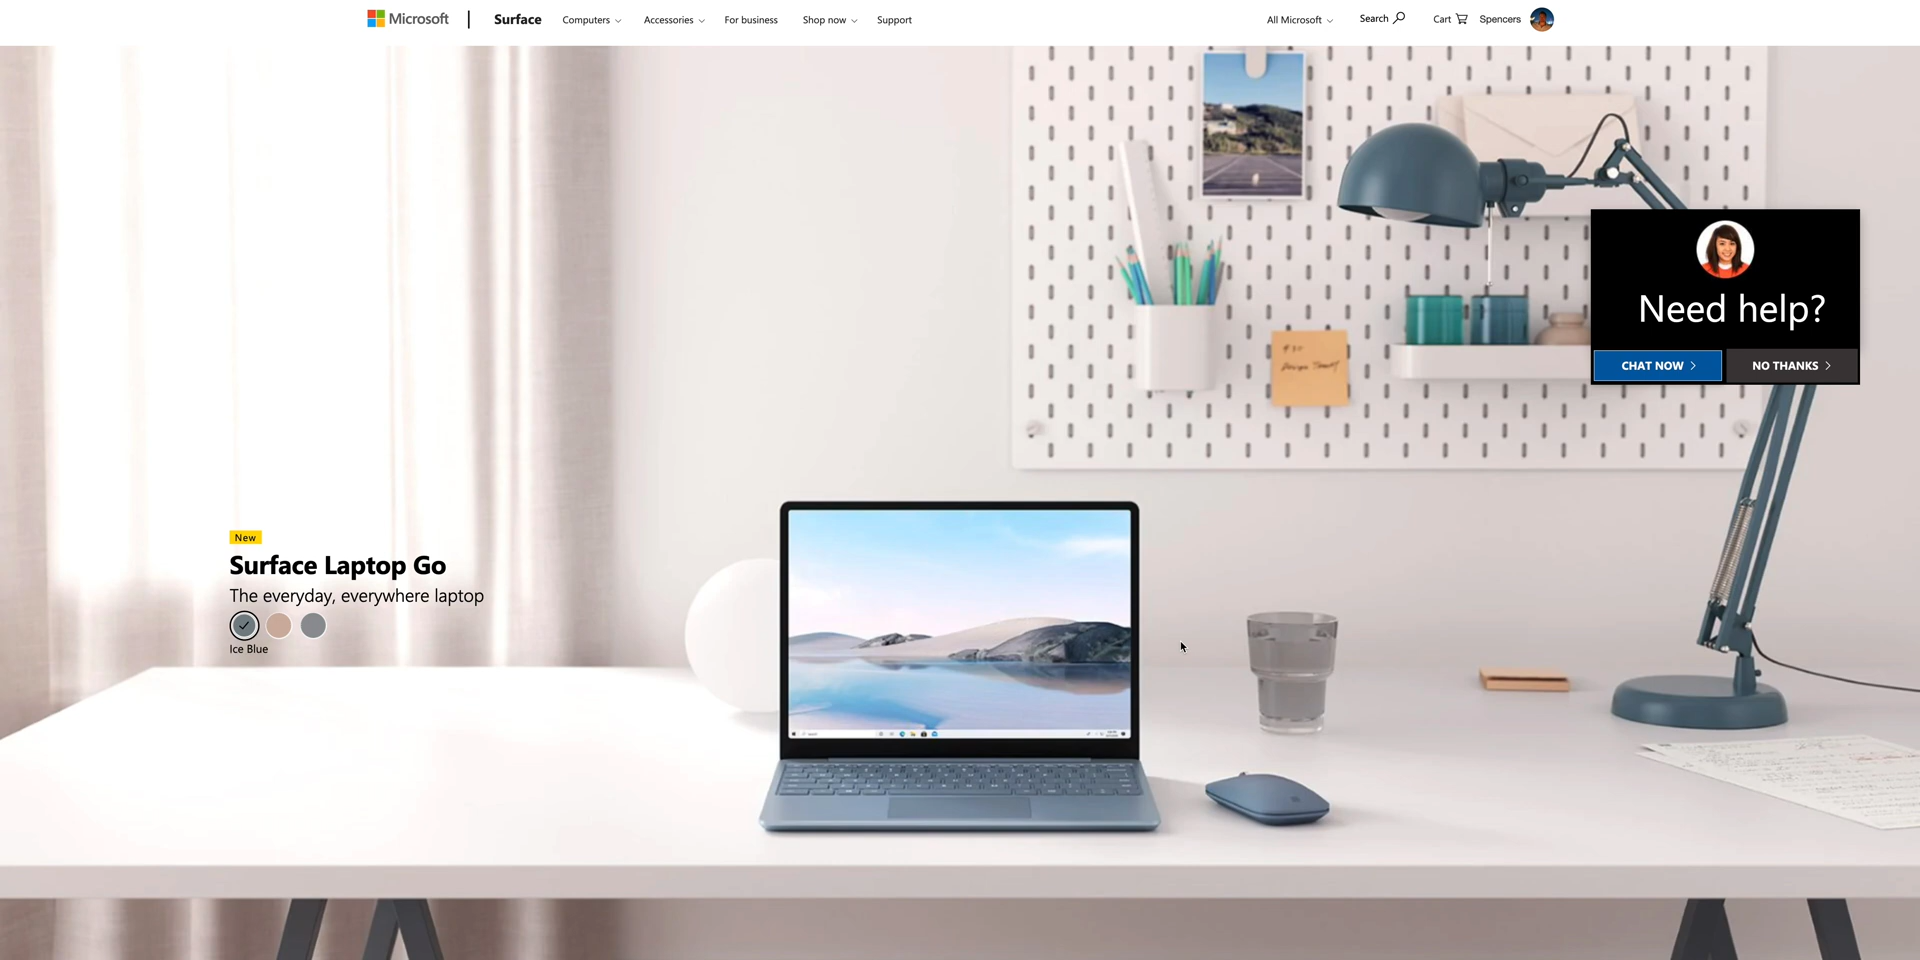 Microsoft
Surface
Computers
Accessories
For business
Shop now
Support
All Microsoft
Search
Cart
Spencers
Need help?
CHAT NOW
NO THANKS
New
Surface Laptop Go
The everyday, everywhere laptop
Ice Blue